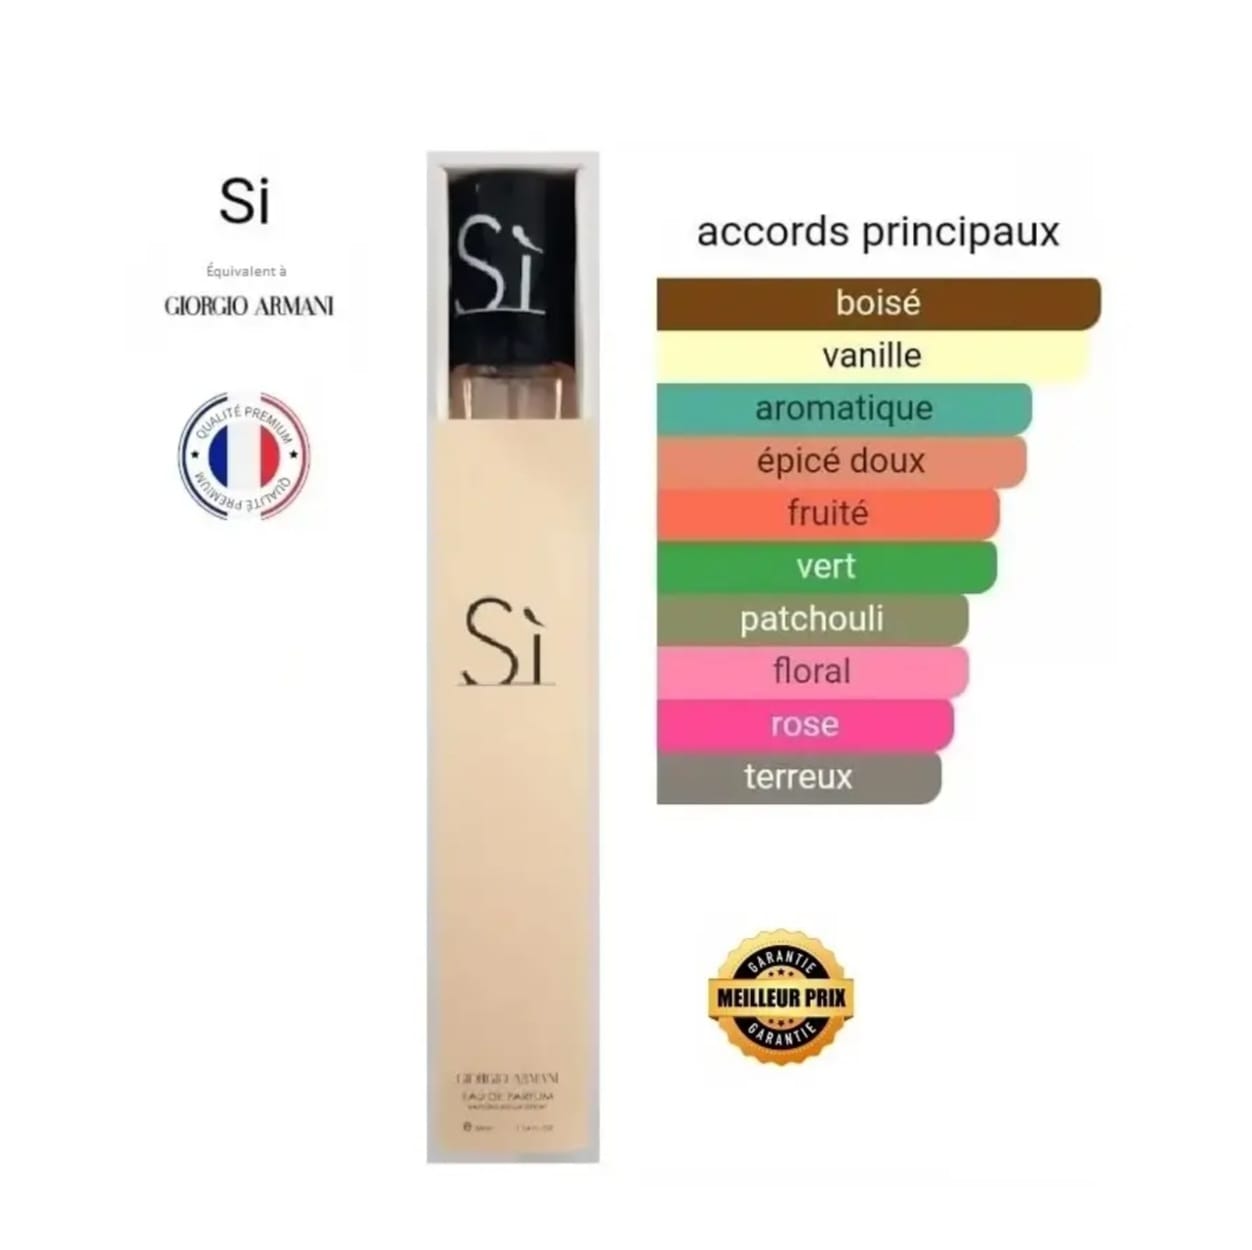 Si
Équivalent à
GIORGIO ARMANI
QUALITÉ PREMIUM
QUALITÉ PREMIUM
Sì
Sì
GIORGIO ARMANI
EAU DE PARFUM
accords principaux
boisé
vanille
aromatique
épicé doux
fruité
vert
patchouli
floral
rose
terreux
GARANTIE
MEILLEUR PRIX
GARANTIE